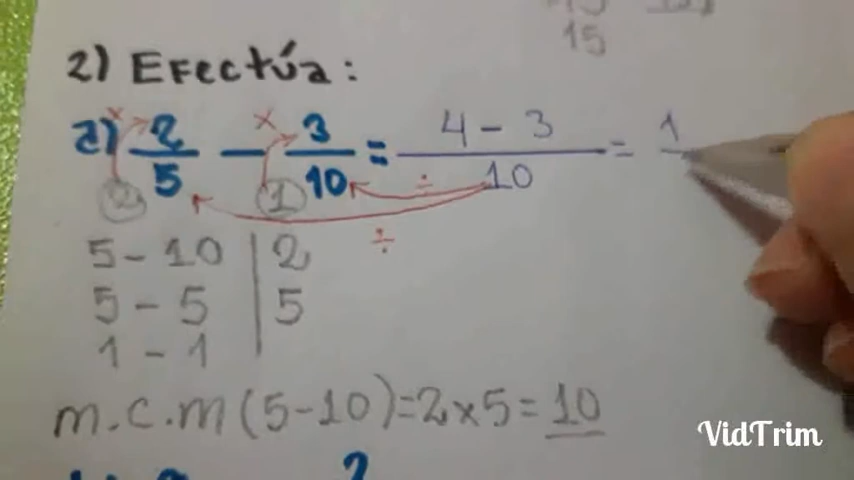 15
2) Efectúa:
a) 2/5 - 3/10 = 4 - 3/10 = 1
2 1
÷
÷
5 - 10 | 2
5 - 5 | 5
1 - 1
m.c.m (5-10)=2x5=10
2
VidTrim